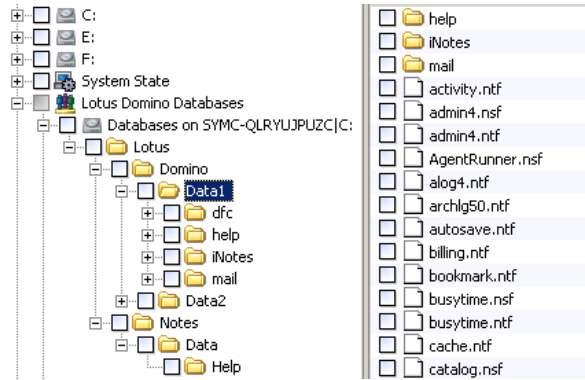 C:
E:
F:
System State
Lotus Domino Databases
Databases on SYMC-QLRYUJPUZC|C:
Lotus
Domino
Data1
dfc
help
iNotes
mail
Data2
Notes
Data
Help
help
iNotes
mail
activity.ntf
admin4.nsf
admin4.ntf
AgentRunner.nsf
alog4.ntf
archlg50.ntf
autosave.ntf
billing.ntf
bookmark.ntf
busytime.nsf
busytime.ntf
cache.ntf
catalog.nsf